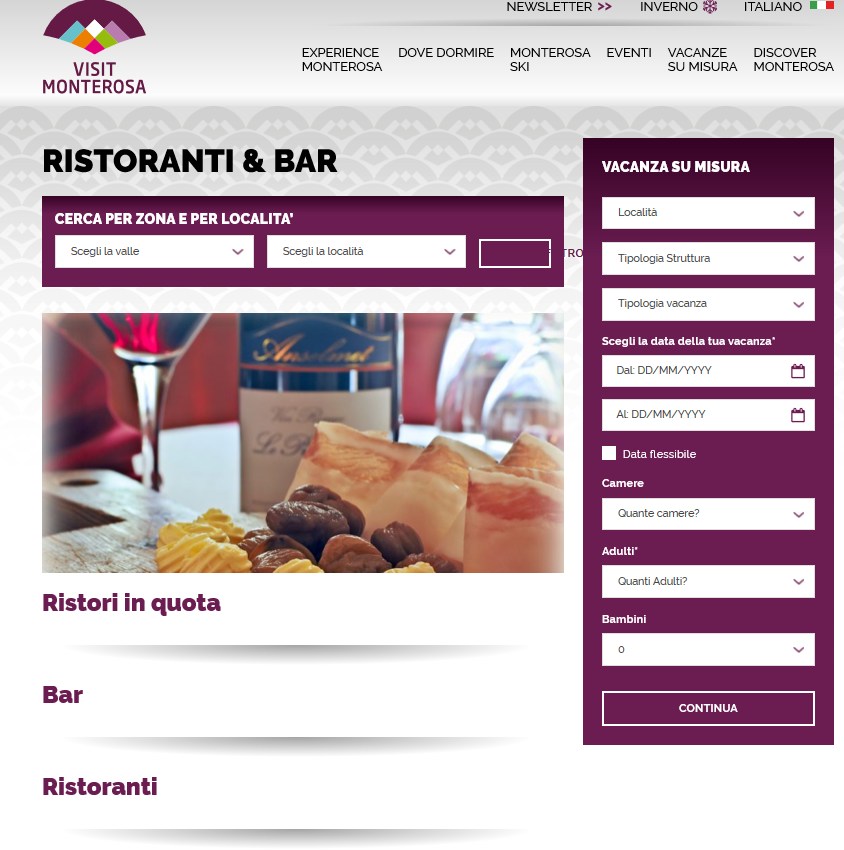 NEWSLETTER >>
INVERNO
ITALIANO
VISIT
MONTEROSA
EXPERIENCE
MONTEROSA
DOVE DORMIRE
MONTEROSA
SKI
EVENTI
VACANZE
SU MISURA
DISCOVER
MONTEROSA
RISTORANTI & BAR
CERCA PER ZONA E PER LOCALITA'
Scegli la valle
Scegli la località
Anselmet
Ristori in quota
Bar
Ristoranti
VACANZA SU MISURA
Località
Tipologia Struttura
Tipologia vacanza
Scegli la data della tua vacanza*
Dal: DD/MM/YYYY
Al: DD/MM/YYYY
Data flessibile
Camere
Quante camere?
Adulti*
Quanti Adulti?
Bambini
0
CONTINUA